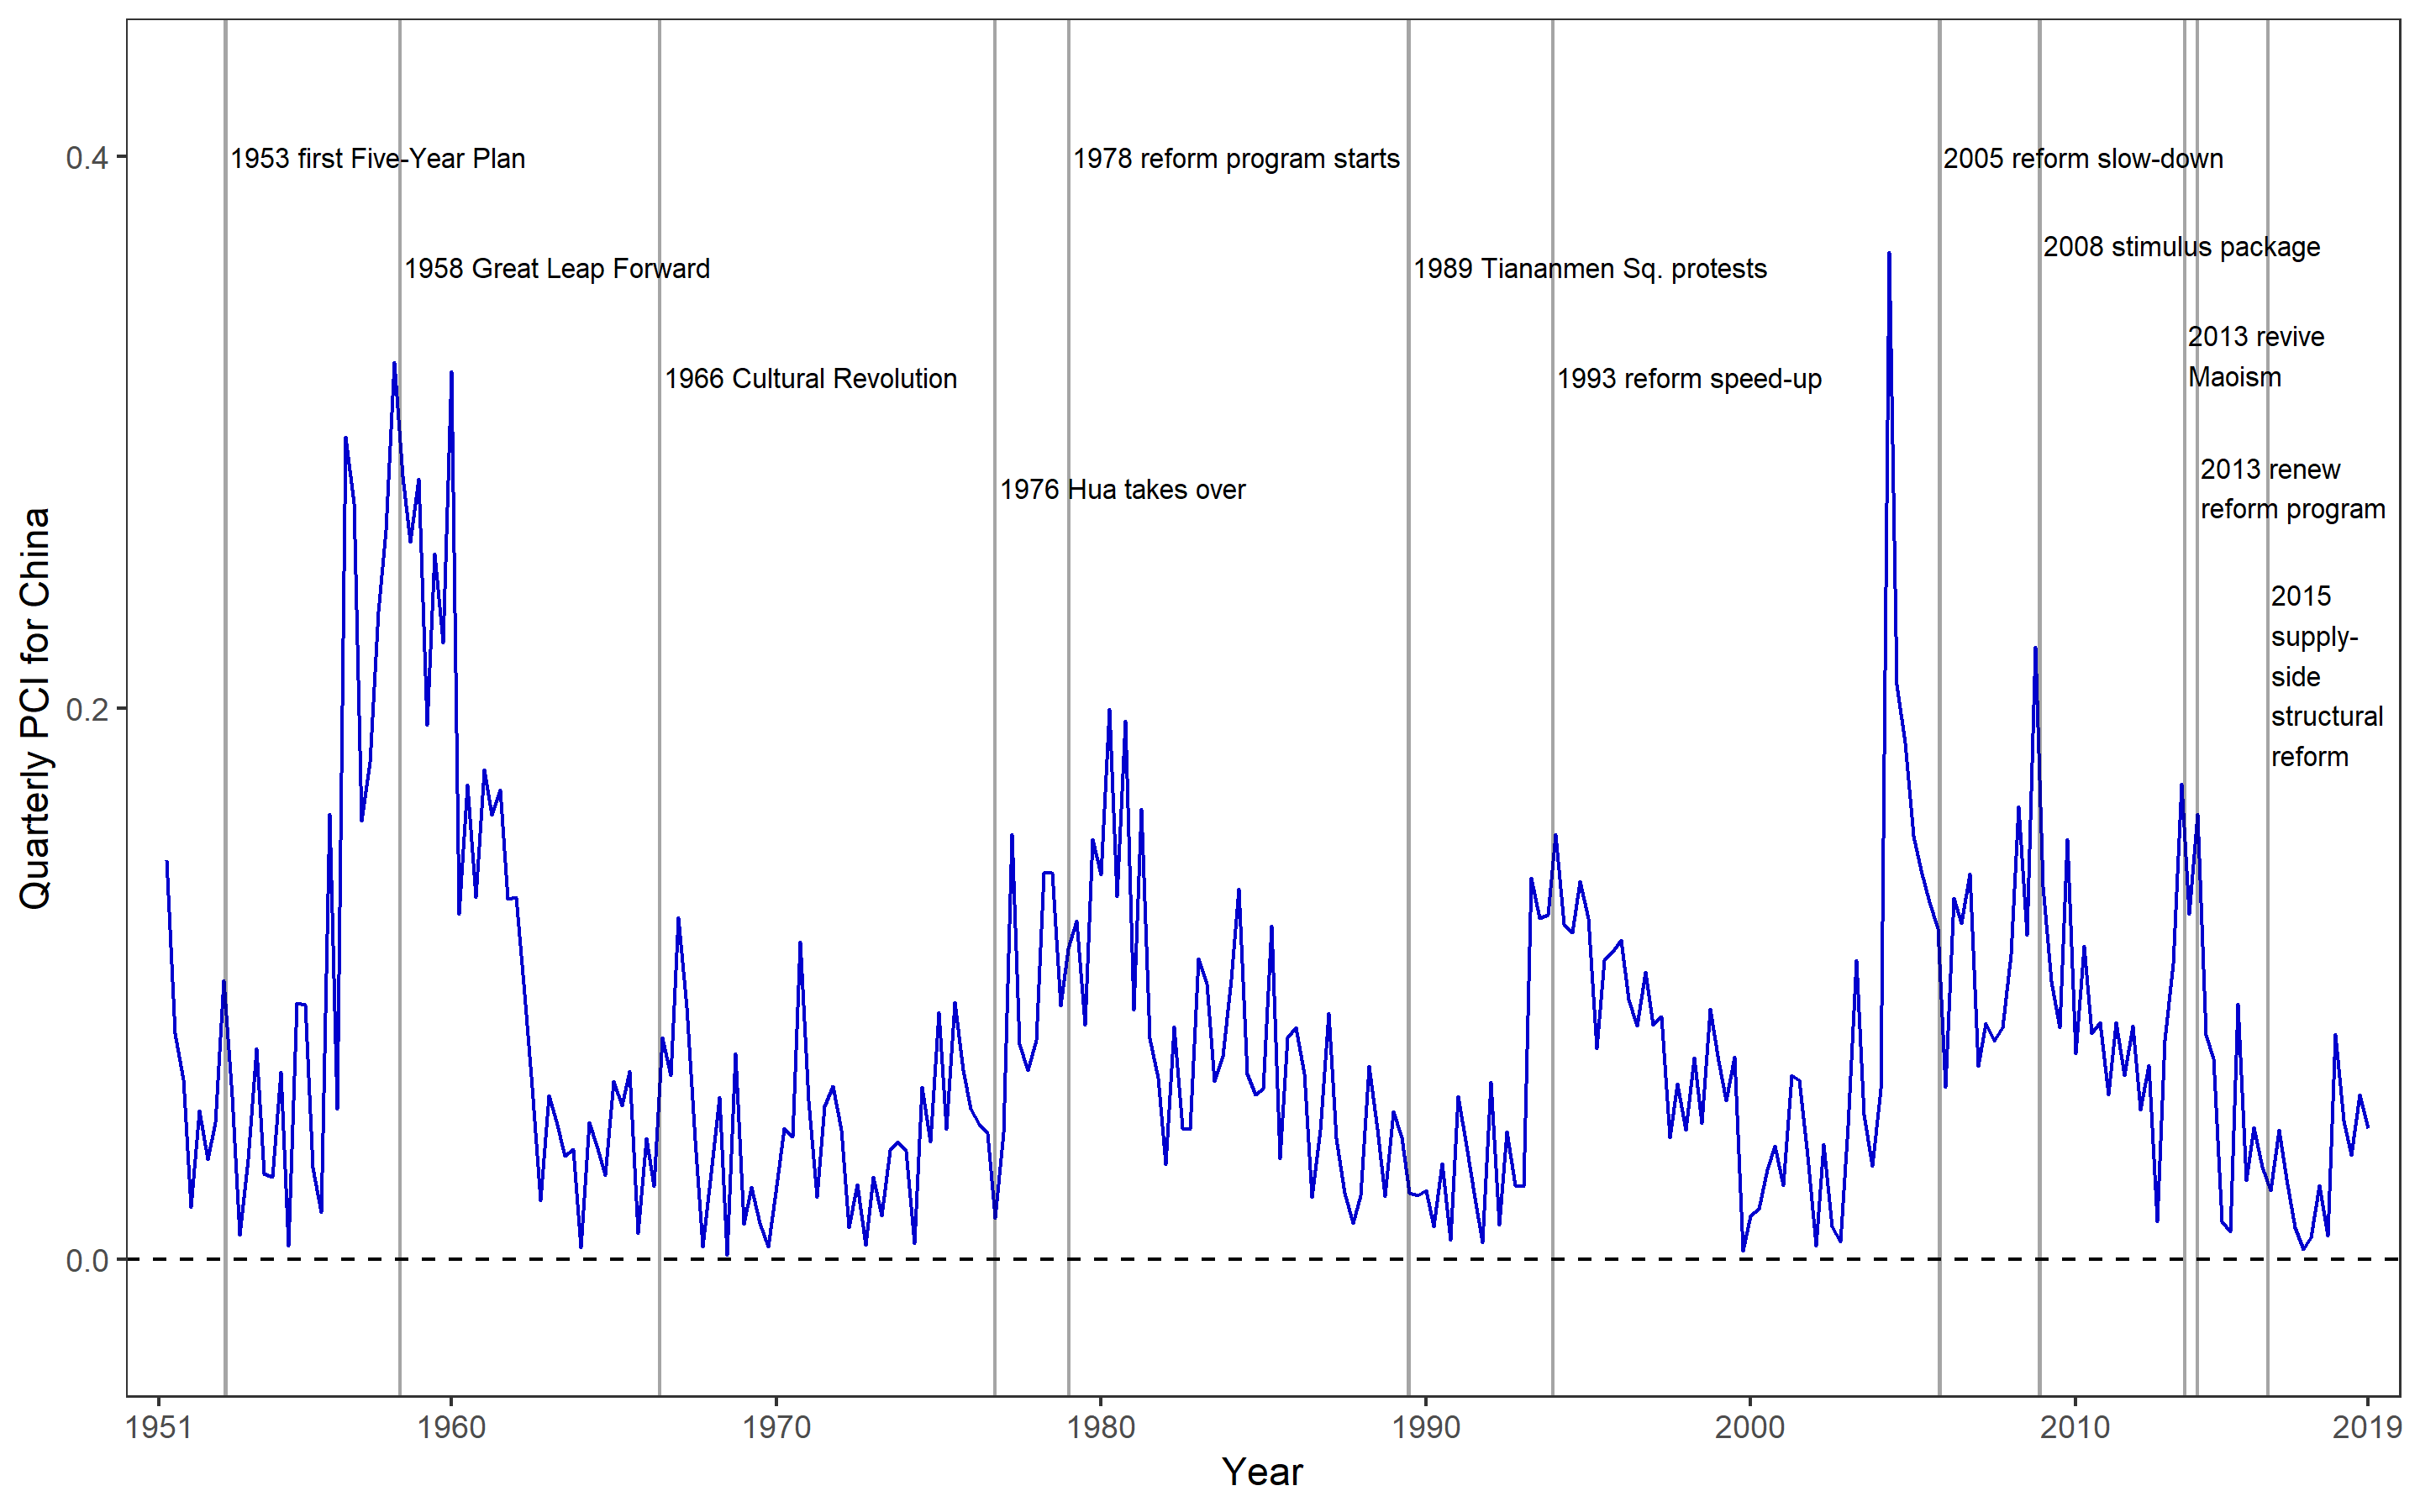 0.4
0.2
0.0
Quarterly PCI for China
1953 first Five-Year Plan
1958 Great Leap Forward
1966 Cultural Revolution
1976 Hua takes over
1978 reform program starts
1989 Tiananmen Sq. protests
1993 reform speed-up
2005 reform slow-down
2008 stimulus package
2013 revive
Maoism
2013 renew
reform program
2015
supply-
side
structural
reform
1951
1960
1970
1980
1990
2000
2010
2019
Year